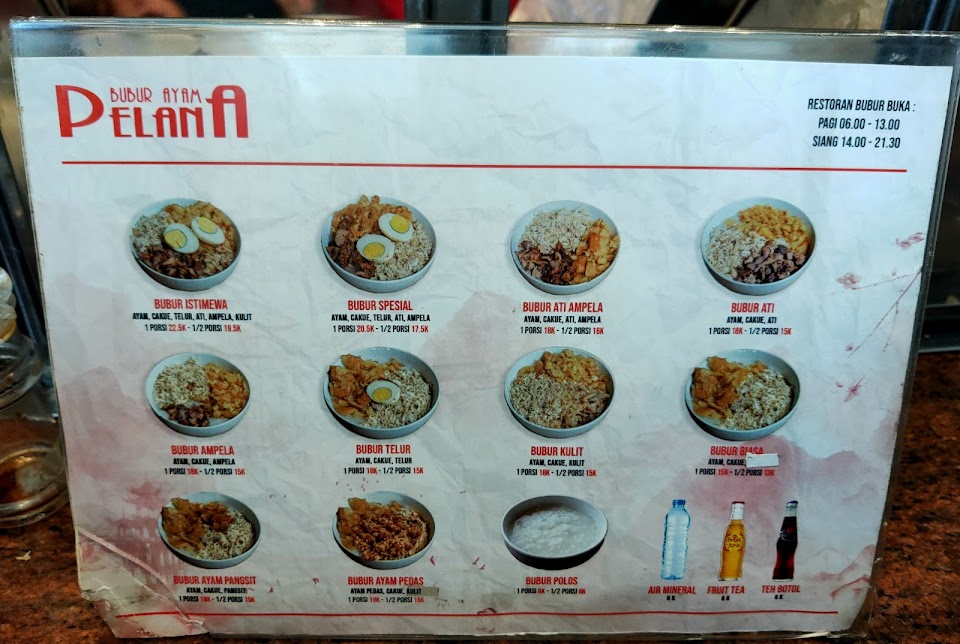 BUBUR AYAM
PELANA
RESTORAN BUBUR BUKA :
PAGI 06.00 - 13.00
SIANG 14.00 - 21.30
BUBUR ISTIMEWA
AYAM, CAKUE, TELUR, ATI, AMPELA, KULIT
1 PORSI 22.5K - 1/2 PORSI 19.5K
BUBUR SPESIAL
AYAM, CAKUE, TELUR, ATI, AMPELA
1 PORSI 20.5K - 1/2 PORSI 17.5K
BUBUR ATI AMPELA
AYAM, CAKUE, ATI, AMPELA
1 PORSI 18K - 1/2 PORSI 16K
BUBUR ATI
AYAM, CAKUE, ATI
1 PORSI 18K - 1/2 PORSI 15K
BUBUR AMPELA
AYAM, CAKUE, AMPELA
1 PORSI 18K - 1/2 PORSI 15K
BUBUR TELUR
AYAM, CAKUE, TELUR
1 PORSI 18K - 1/2 PORSI 15K
BUBUR KULIT
AYAM, CAKUE, KULIT
1 PORSI 18K - 1/2 PORSI 15K
BUBUR BIASA
AYAM, CAKUE
1 PORSI 15K - 1/2 PORSI 13K
BUBUR AYAM PANGSIT
AYAM, CAKUE, PANGSIT
1 PORSI 18K - 1/2 PORSI 15K
BUBUR AYAM PEDAS
AYAM PEDAS, CAKUE, KULIT
1 PORSI 18K - 1/2 PORSI 16K
BUBUR POLOS
1 PORSI - 1/2 PORSI
AIR MINERAL
FRUIT TEA
TEH BOTOL